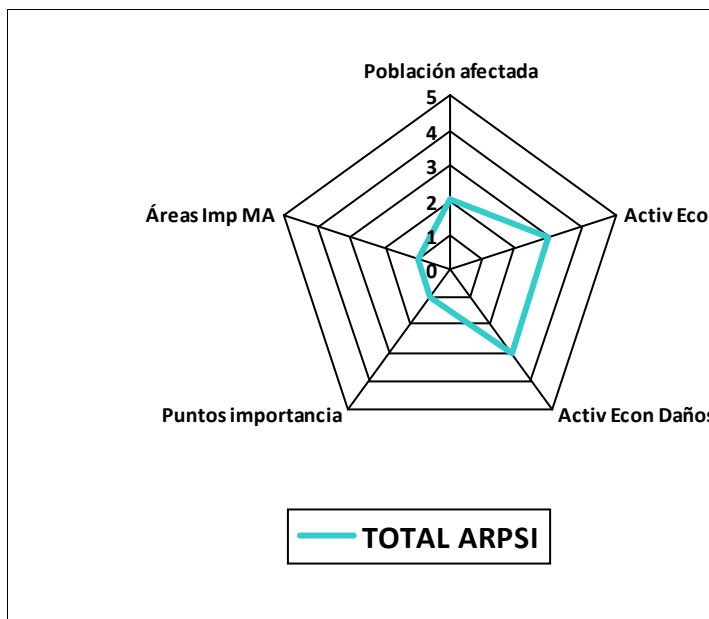 Población afectada
5
4
3
2
1
0
Áreas Imp MA
Activ Eco
Puntos importancia
Activ Econ Daños
TOTAL ARPSI